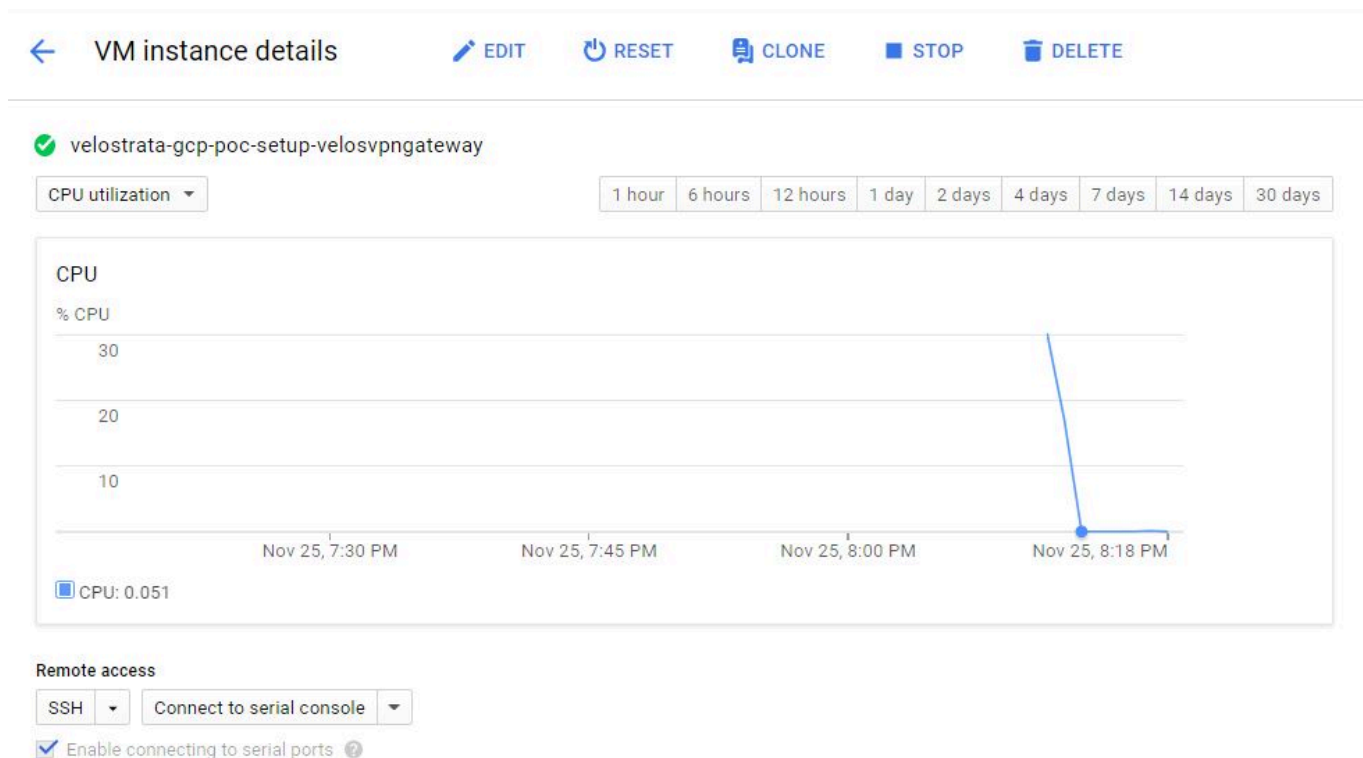 VM instance details EDIT RESET CLONE STOP DELETE
velostrata-gcp-poc-setup-velosvpngateway
CPU utilization 1 hour 6 hours 12 hours 1 day 2 days 4 days 7 days 14 days 30 days
CPU
% CPU
30
20
10
Nov 25, 7:30 PM Nov 25, 7:45 PM Nov 25, 8:00 PM Nov 25, 8:18 PM
CPU: 0.051
Remote access
SSH Connect to serial console
Enable connecting to serial ports ?